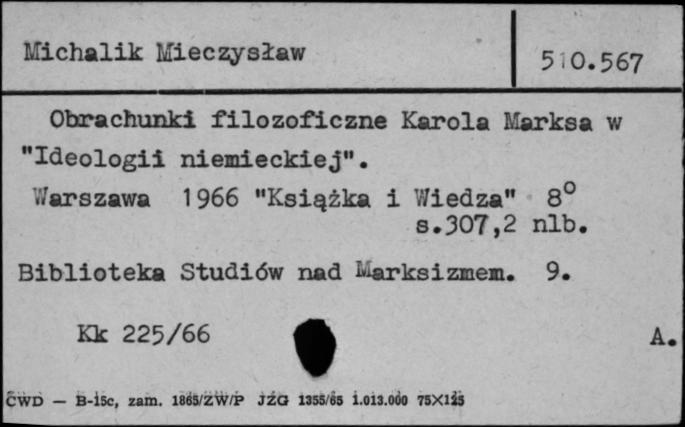 Michalik Mieczysław
510.567
Obrachunki filozoficzne Karola Marksa w
"Ideologii niemieckiej".
Warszawa 1966 "Książka i Wiedza" 8°
s.307,2 nlb.
Biblioteka Studiów nad Marksizmem. 9.
Kk 225/66
A.
CWD — B-15c, zam. 1865/ZW/P JZG 1355/65 1.013.000 75X125